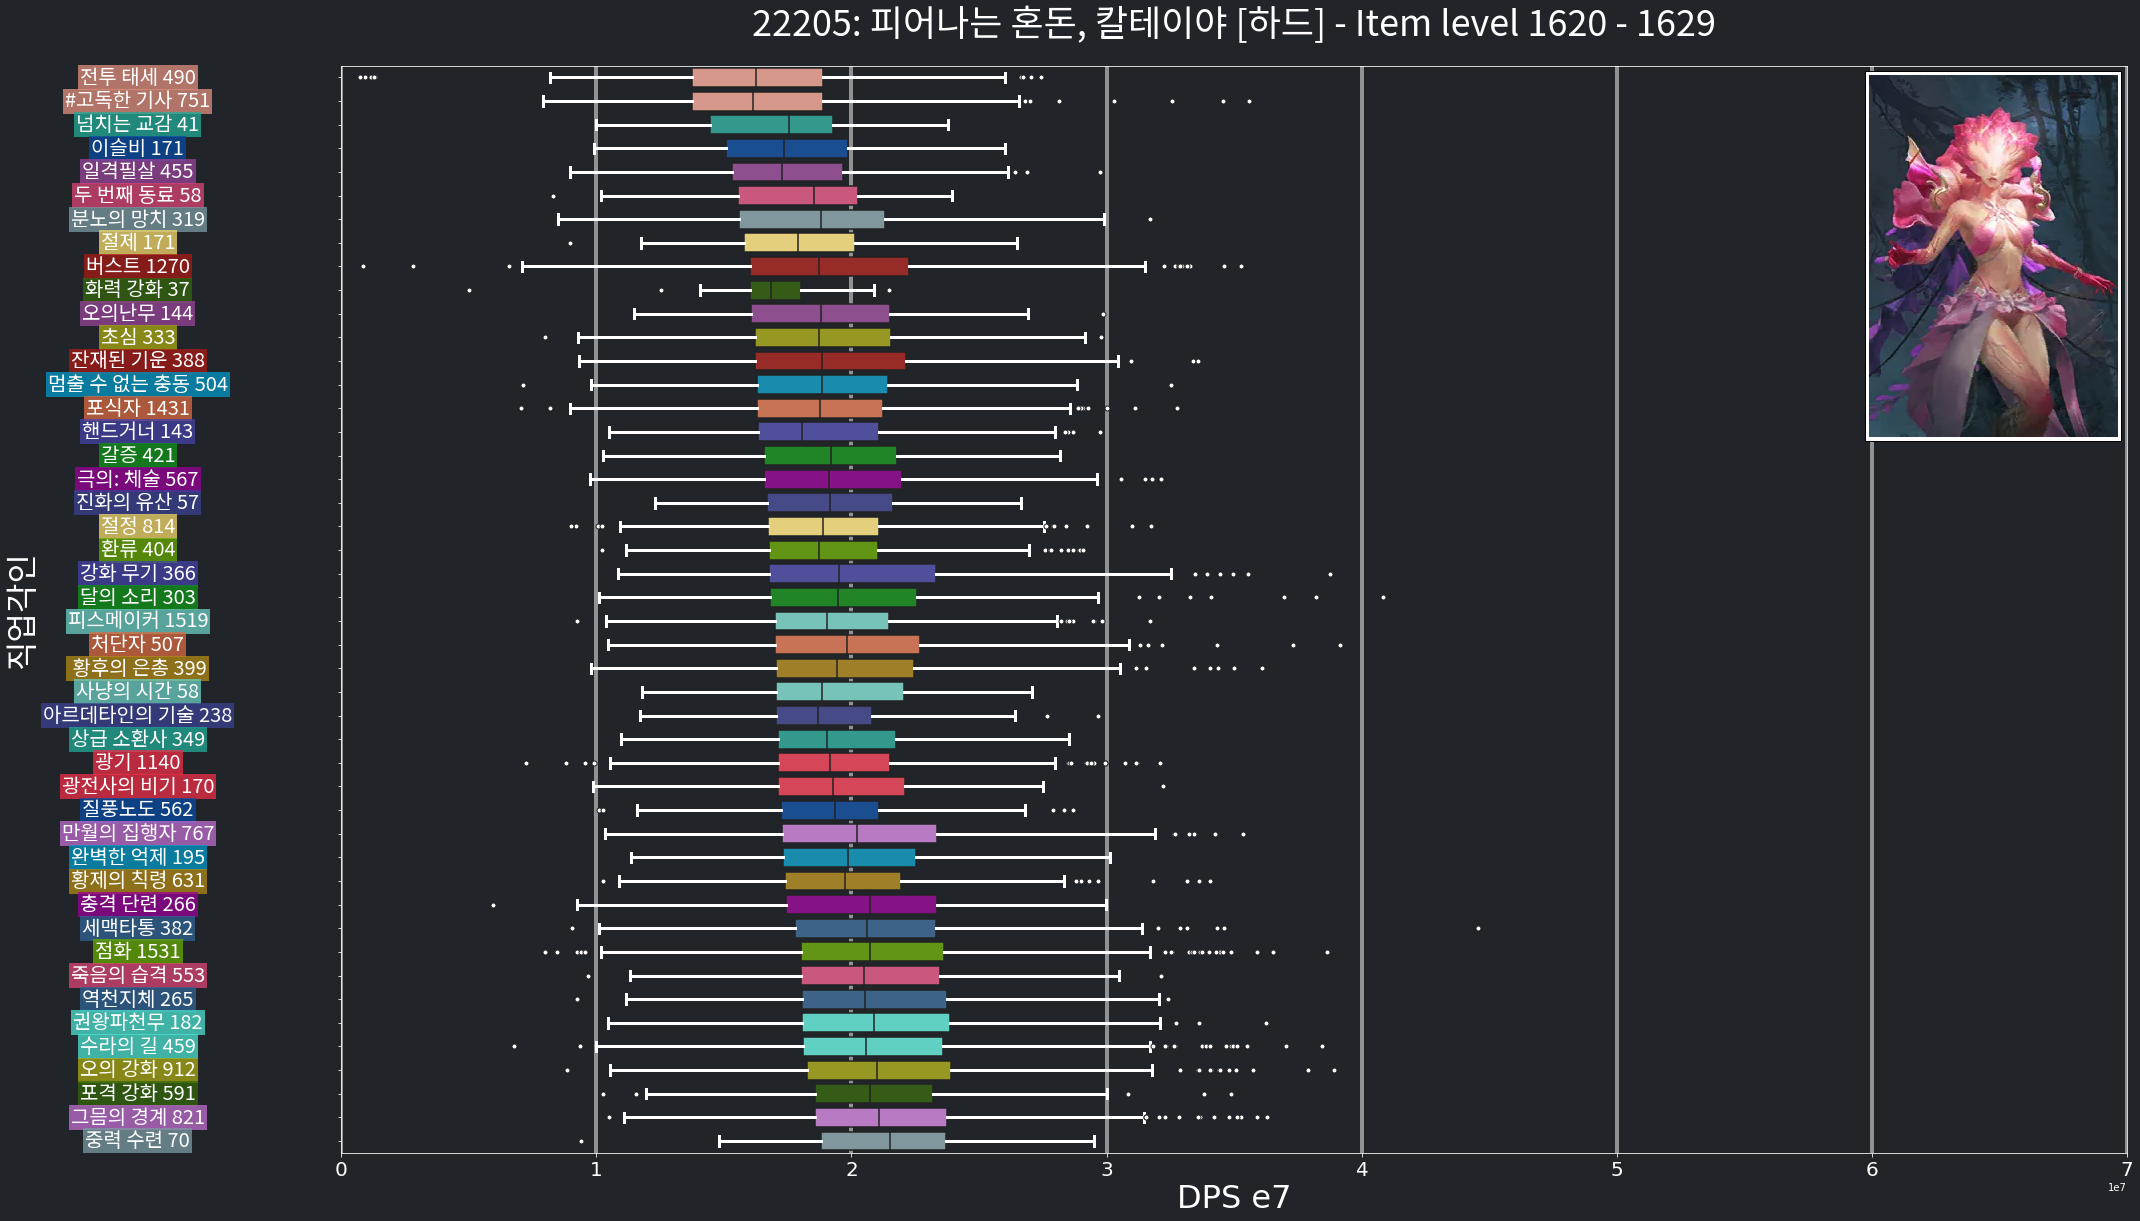 22205: 피어나는 혼돈, 칼테이야 [하드] - Item level 1620 - 1629
직업각인
전투 태세 490
#고독한 기사 751
넘치는 교감 41
이슬비 171
일격필살 455
두 번째 동료 58
분노의 망치 319
절제 171
버스트 1270
화력 강화 37
오의난무 144
초심 333
잔재된 기운 388
멈출 수 없는 충동 504
포식자 1431
핸드거너 143
갈증 421
극의: 체술 567
진화의 유산 57
절정 814
환류 404
강화 무기 366
달의 소리 303
피스메이커 1519
처단자 507
황후의 은총 399
사냥의 시간 58
아르데타인의 기술 238
상급 소환사 349
광기 1140
광전사의 비기 170
질풍노도 562
만월의 집행자 767
완벽한 억제 195
황제의 칙령 631
충격 단련 266
세맥타통 382
점화 1531
죽음의 습격 553
역천지체 265
권왕파천무 182
수라의 길 459
오의 강화 912
포격 강화 591
그믐의 경계 821
중력 수련 70
0 1 2 3 4 5 6 7
1e7
DPS e7